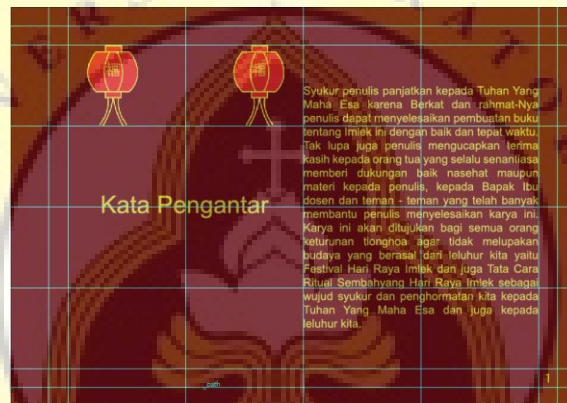 Kata Pengantar
Syukur penulis panjatkan kepada Tuhan Yang
Maha Esa karena Berkat dan rahmat-Nya
penulis dapat menyelesaikan pembuatan buku
tentang Imlek ini dengan baik dan tepat waktu.
Tak lupa juga penulis mengucapkan terima
kasih kepada orang tua yang selalu senantiasa
memberi dukungan baik nasehat maupun
materi kepada penulis, kepada Bapak Ibu
dosen dan teman - teman yang telah banyak
membantu penulis menyelesaikan karya ini.
Karya ini akan ditujukan bagi semua orang
keturunan tionghoa agar tidak melupakan
budaya yang berasal dari leluhur kita yaitu
Festival Hari Raya Imlek dan juga Tata Cara
Ritual Sembahyang Hari Raya Imlek sebagai
wujud syukur dan penghormatan kita kepada
Tuhan Yang Maha Esa dan juga kepada
leluhur kita.
1